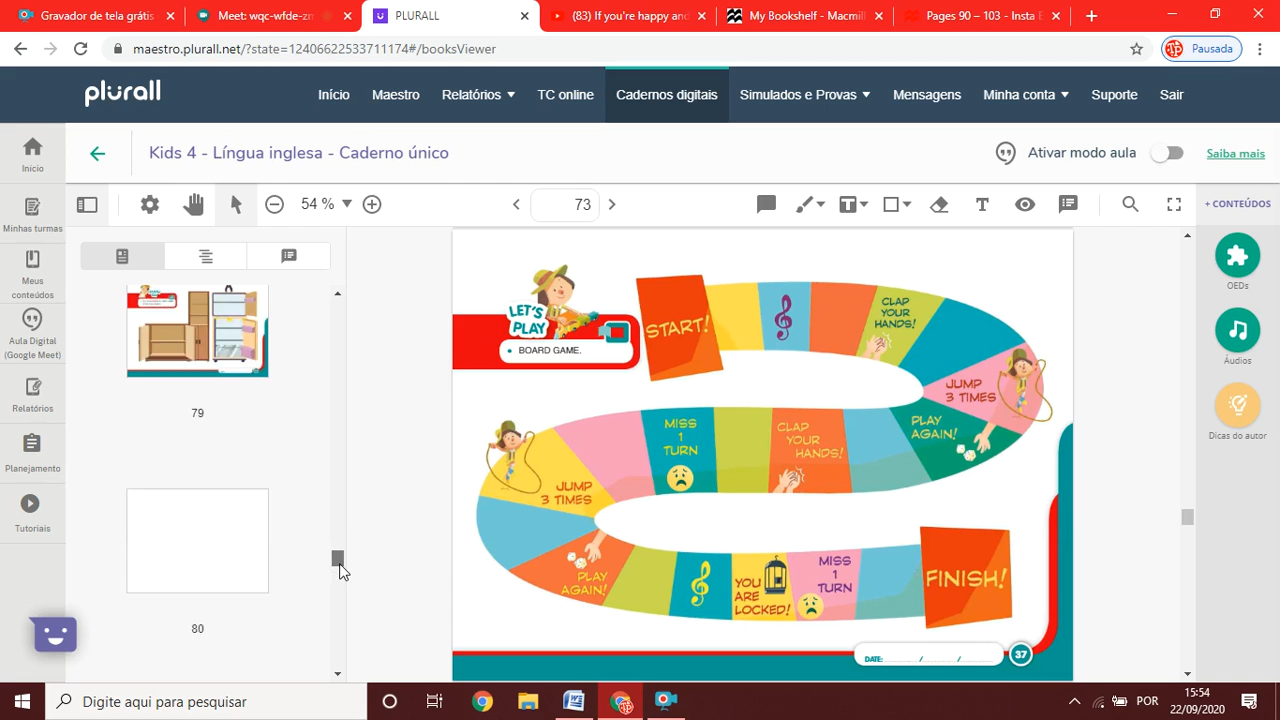 Gravador de tela grátis
Meet: wqc-wfde-zn
PLURALL
(83) If you're happy and
My Bookshelf - Macmill
Pages 90 – 103 - Insta E
maestro.plurall.net/?state=12406622533711174#/booksViewer
Pausada
plurall
Início
Maestro
Relatórios
TC online
Cadernos digitais
Simulados e Provas
Mensagens
Minha conta
Suporte
Sair
Kids 4 - Língua inglesa - Caderno único
Ativar modo aula
Saiba mais
54 %
73
+ CONTEÚDOS
Início
Minhas turmas
Meus
conteúdos
Aula Digital
(Google Meet)
Relatórios
Planejamento
Tutoriais
79
80
LET'S
PLAY
• BOARD GAME.
START!
CLAP
YOUR
HANDS!
JUMP
3 TIMES
PLAY
AGAIN!
CLAP
YOUR
HANDS!
MISS
1
TURN
JUMP
3 TIMES
PLAY
AGAIN!
YOU
ARE
LOCKED!
MISS
1
TURN
FINISH!
DATE: / /
37
OEDs
Áudios
Dicas do autor
Digite aqui para pesquisar
POR
15:54
22/09/2020